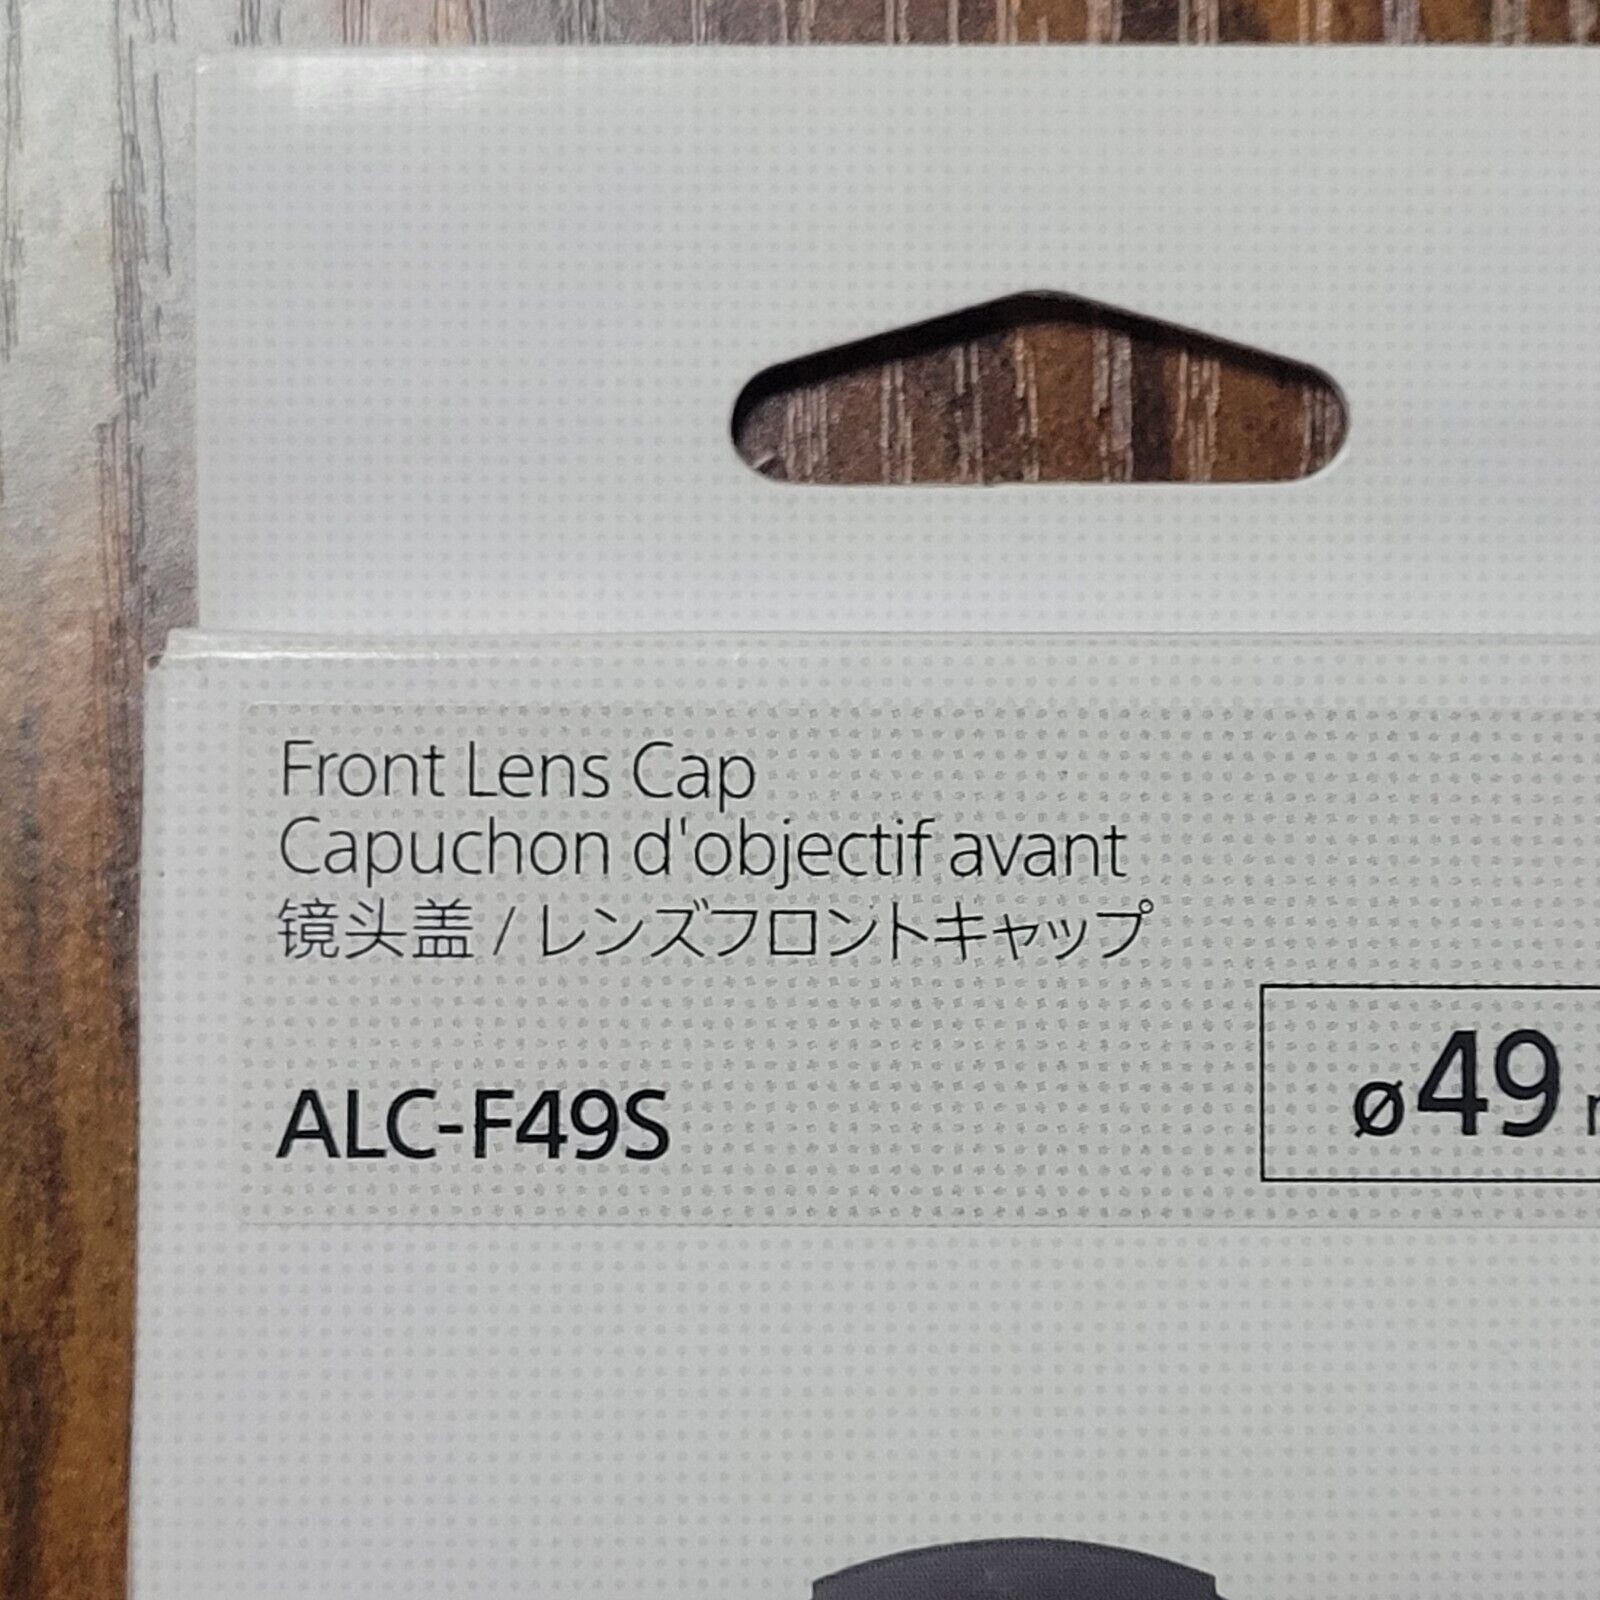 Front Lens Cap
Capuchon d'objectif avant
镜头盖 / レンズフロントキャップ
ALC-F49S
ø49